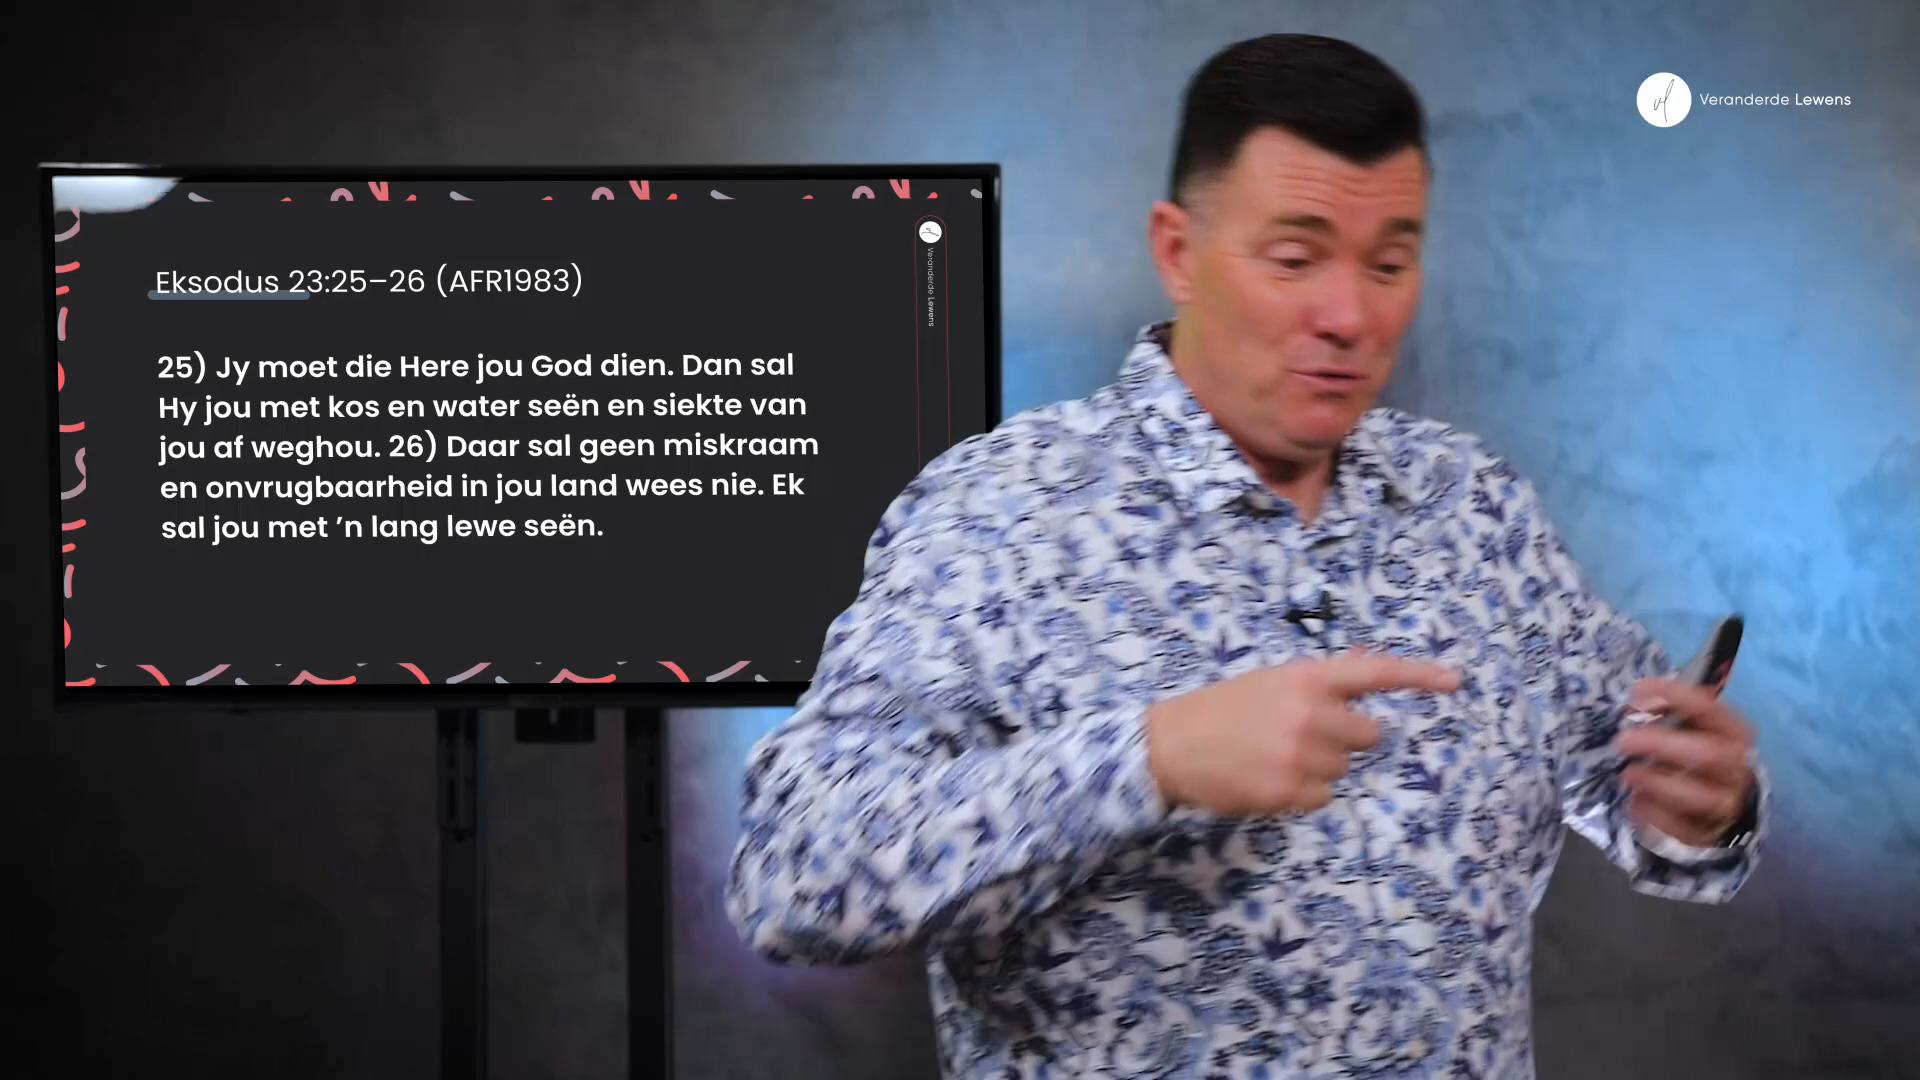 Veranderde Lewens
Eksodus 23:25–26 (AFR1983)
Veranderde Lewens
25) Jy moet die Here jou God dien. Dan sal
Hy jou met kos en water seën en siekte van
jou af weghou. 26) Daar sal geen miskraam
en onvrugbaarheid in jou land wees nie. Ek
sal jou met ’n lang lewe seën.